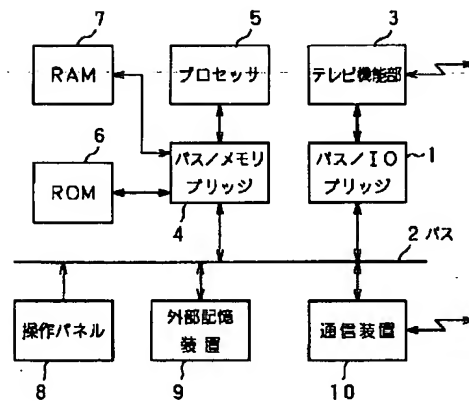 7
5
3
RAM
プロセッサ
テレビ機能部
6
ROM
バス/メモリ
ブリッジ
4
バス/IO
ブリッジ
1
2 バス
操作パネル
外部記憶
装置
通信装置
8
9
10